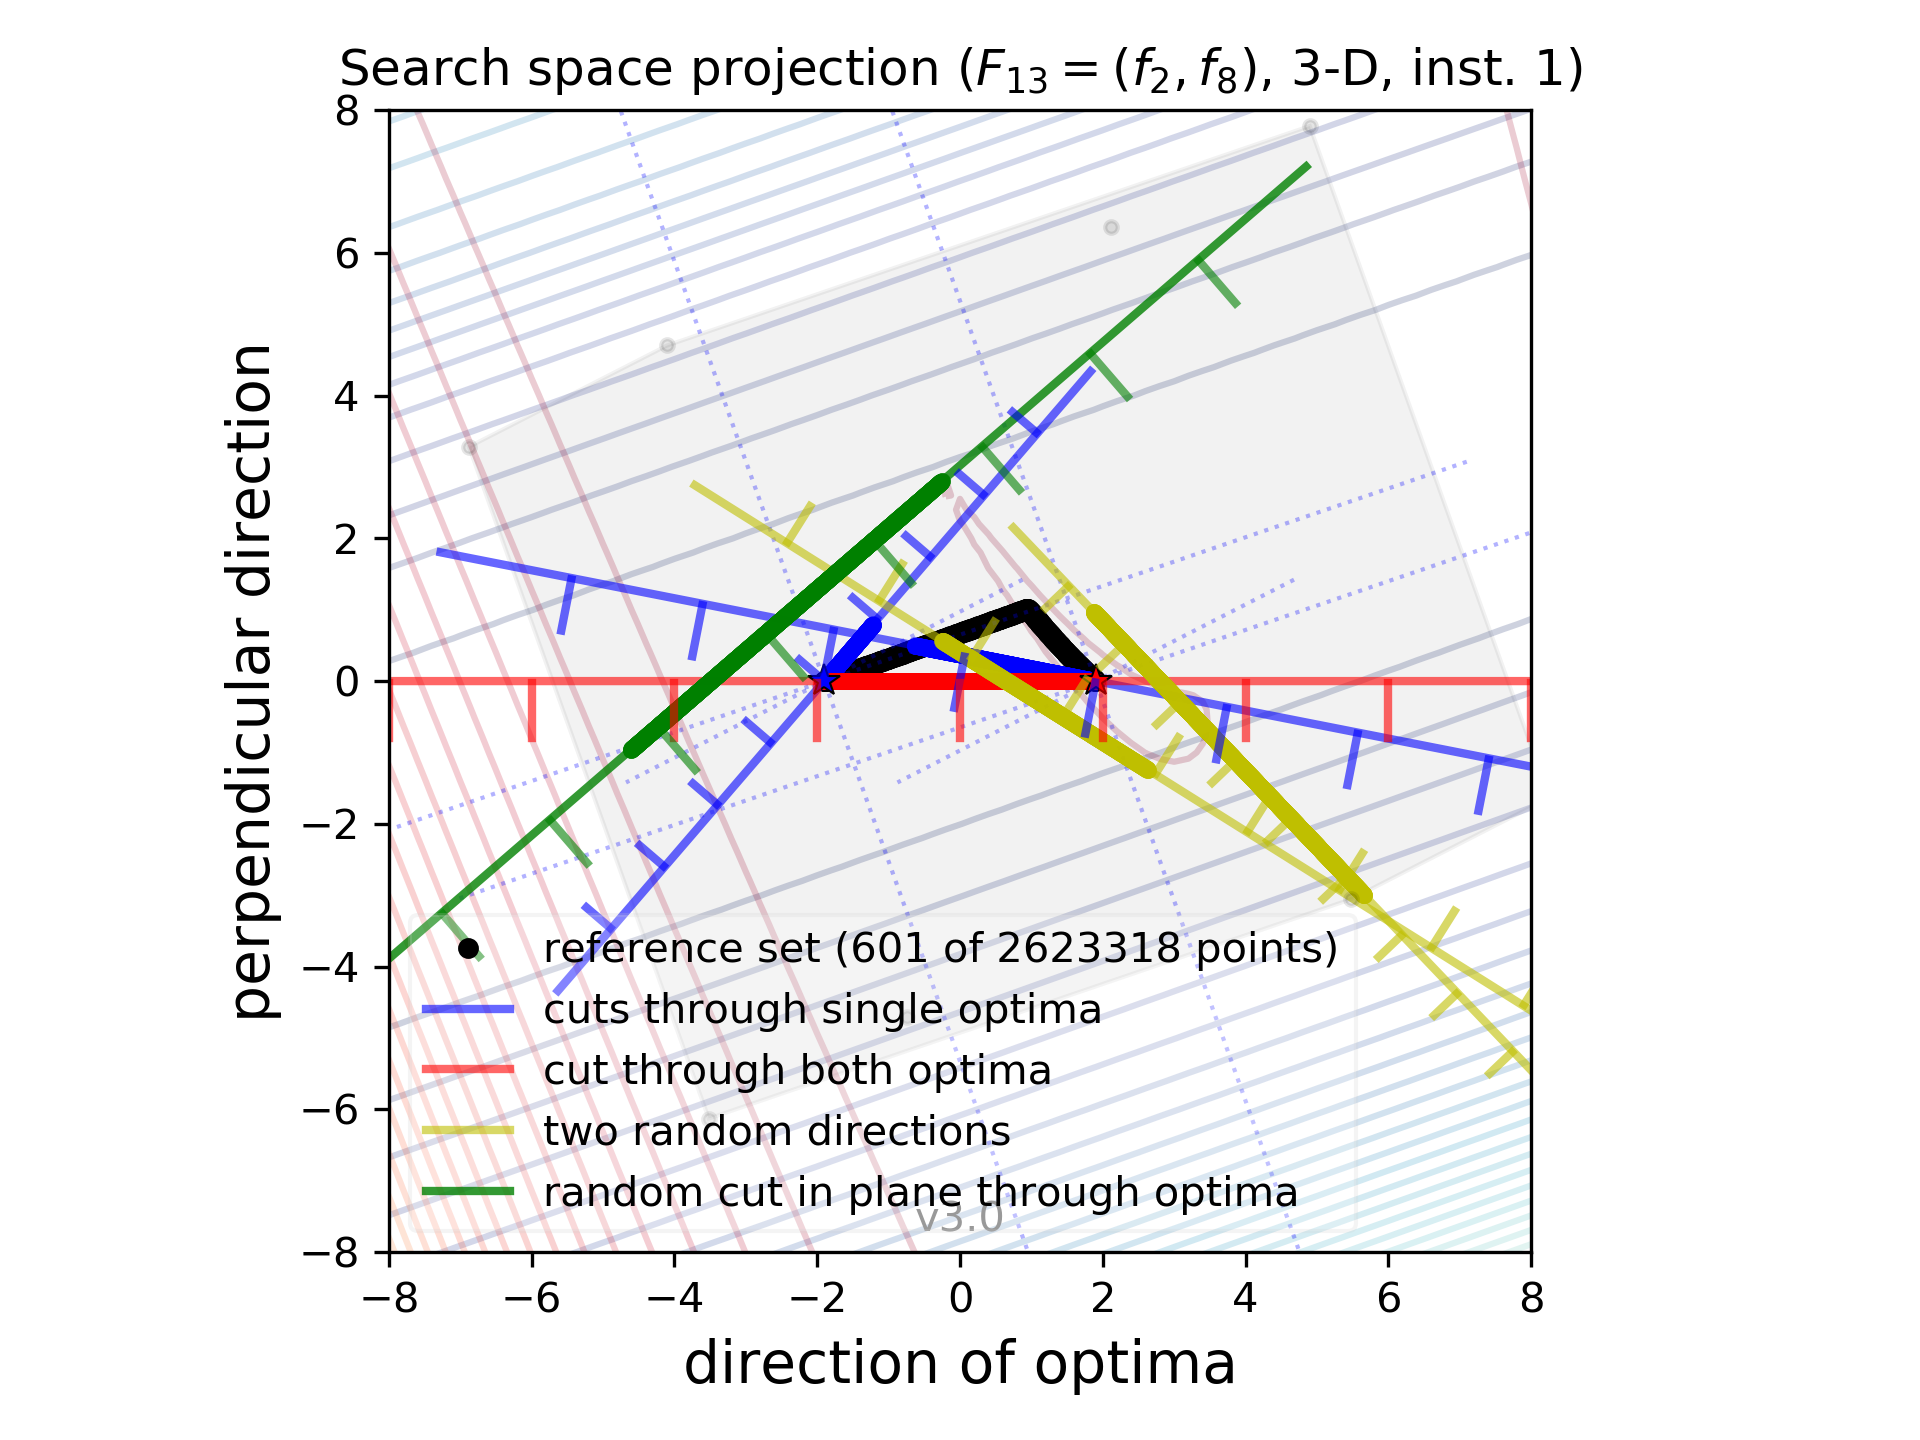 Search space projection (F₁₃ = (f₂, f₈), 3-D, inst. 1)
8
6
4
2
0
−2
−4
−6
−8
perpendicular direction
reference set (601 of 2623318 points)
cuts through single optima
cut through both optima
two random directions
random cut in plane through optima
v3.0
−8 −6 −4 −2 0 2 4 6 8
direction of optima